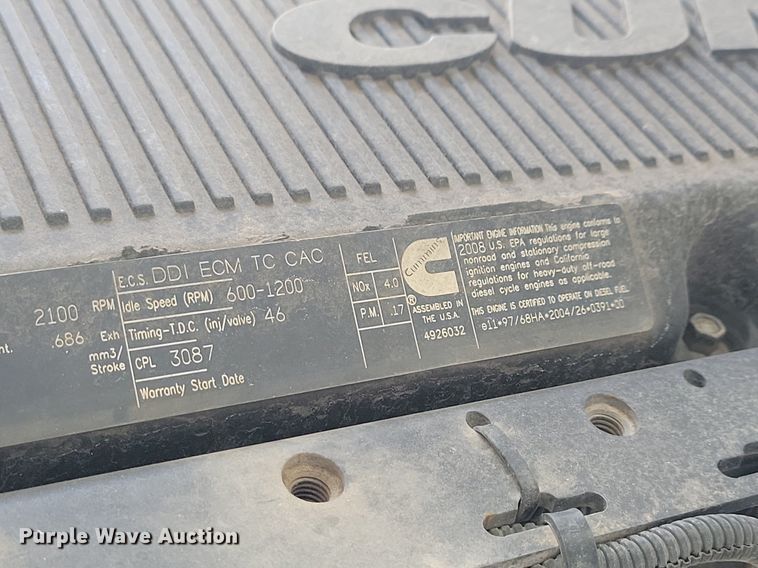 CU
E.C.S. DDI ECM TC CAC
2100 RPM
Idle Speed (RPM) 600-1200
nt. .686 Exh
Timing-T.D.C. (inj/valve) 46
mm3/
Stroke
CPL 3087
Warranty Start Date
FEL
NOx 4.0
P.M. .17
Cummins
®
ASSEMBLED IN
THE U.S.A.
4926032
IMPORTANT ENGINE INFORMATION This engine conforms to
2008 U.S. EPA regulations for large
nonroad and stationary compression
ignition engines and California
regulations for heavy-duty off-road
diesel cycle engines as applicable.
THIS ENGINE IS CERTIFIED TO OPERATE ON DIESEL FUEL.
e11*97/68HA*2004/26*0391*00
Purple Wave Auction